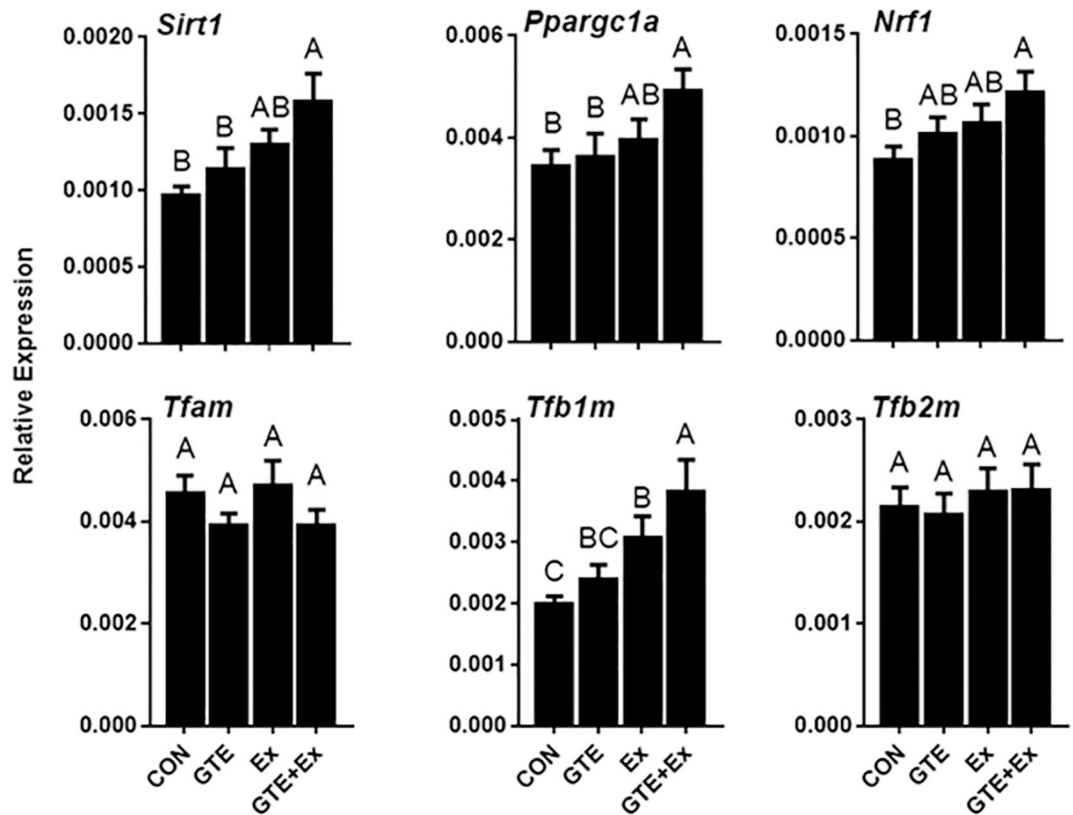 Relative Expression
Sirt1
0.0020
0.0015
0.0010
0.0005
0.0000
B
B
AB
A
Ppargc1a
0.006
0.004
0.002
0.000
B
B
AB
A
Nrf1
0.0015
0.0010
0.0005
0.0000
B
AB
AB
A
Tfam
0.006
0.004
0.002
0.000
A
A
A
A
CON
GTE
Ex
GTE+Ex
Tfb1m
0.005
0.004
0.003
0.002
0.001
0.000
C
BC
B
A
CON
GTE
Ex
GTE+Ex
Tfb2m
0.003
0.002
0.001
0.000
A
A
A
A
CON
GTE
Ex
GTE+Ex